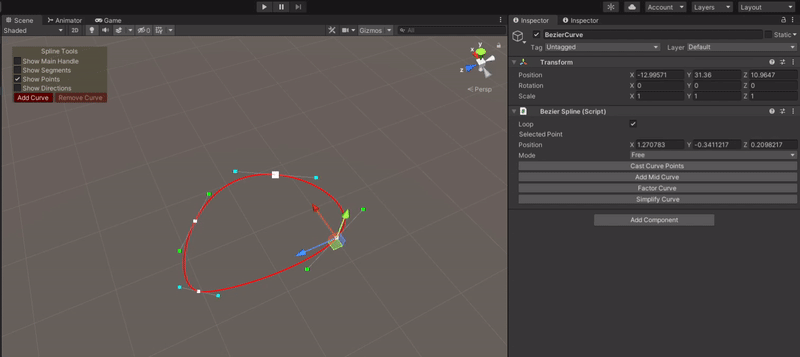 Account
Layers
Layout
Scene
Animator
Game
Inspector
Inspector
Shaded
2D
0
Gizmos
All
BezierCurve
Static
Tag Untagged Layer Default
Spline Tools
Show Main Handle
Show Segments
Show Points
Show Directions
Add Curve Remove Curve
y
x
z
Persp
Transform
Position X -12.99571 Y 31.36 Z 10.9647
Rotation X 0 Y 0 Z 0
Scale X 1 Y 1 Z 1
Bezier Spline (Script)
Loop
Selected Point
Position X 1.270783 Y -0.3411217 Z 0.2098217
Mode Free
Cast Curve Points
Add Mid Curve
Factor Curve
Simplify Curve
Add Component